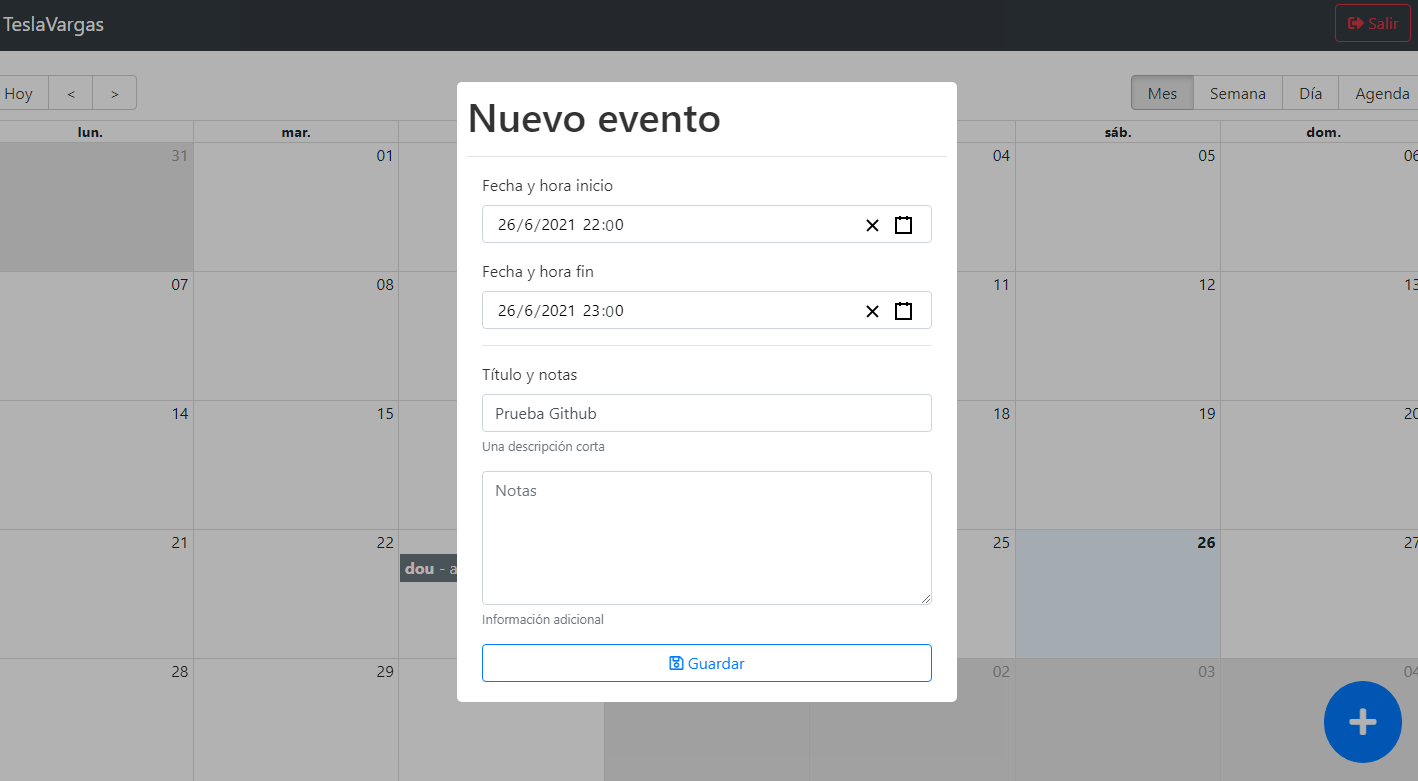 TeslaVargas
Salir
Hoy < >
Mes Semana Día Agenda
lun. mar. sáb. dom.
31 01 04 05 06
07 08 11 12 13
14 15 18 19 20
21 22 25 26 27
dou - a
28 29 02 03 04
Nuevo evento
Fecha y hora inicio
26/6/2021 22:00
Fecha y hora fin
26/6/2021 23:00
Título y notas
Prueba Github
Una descripción corta
Notas
Información adicional
Guardar